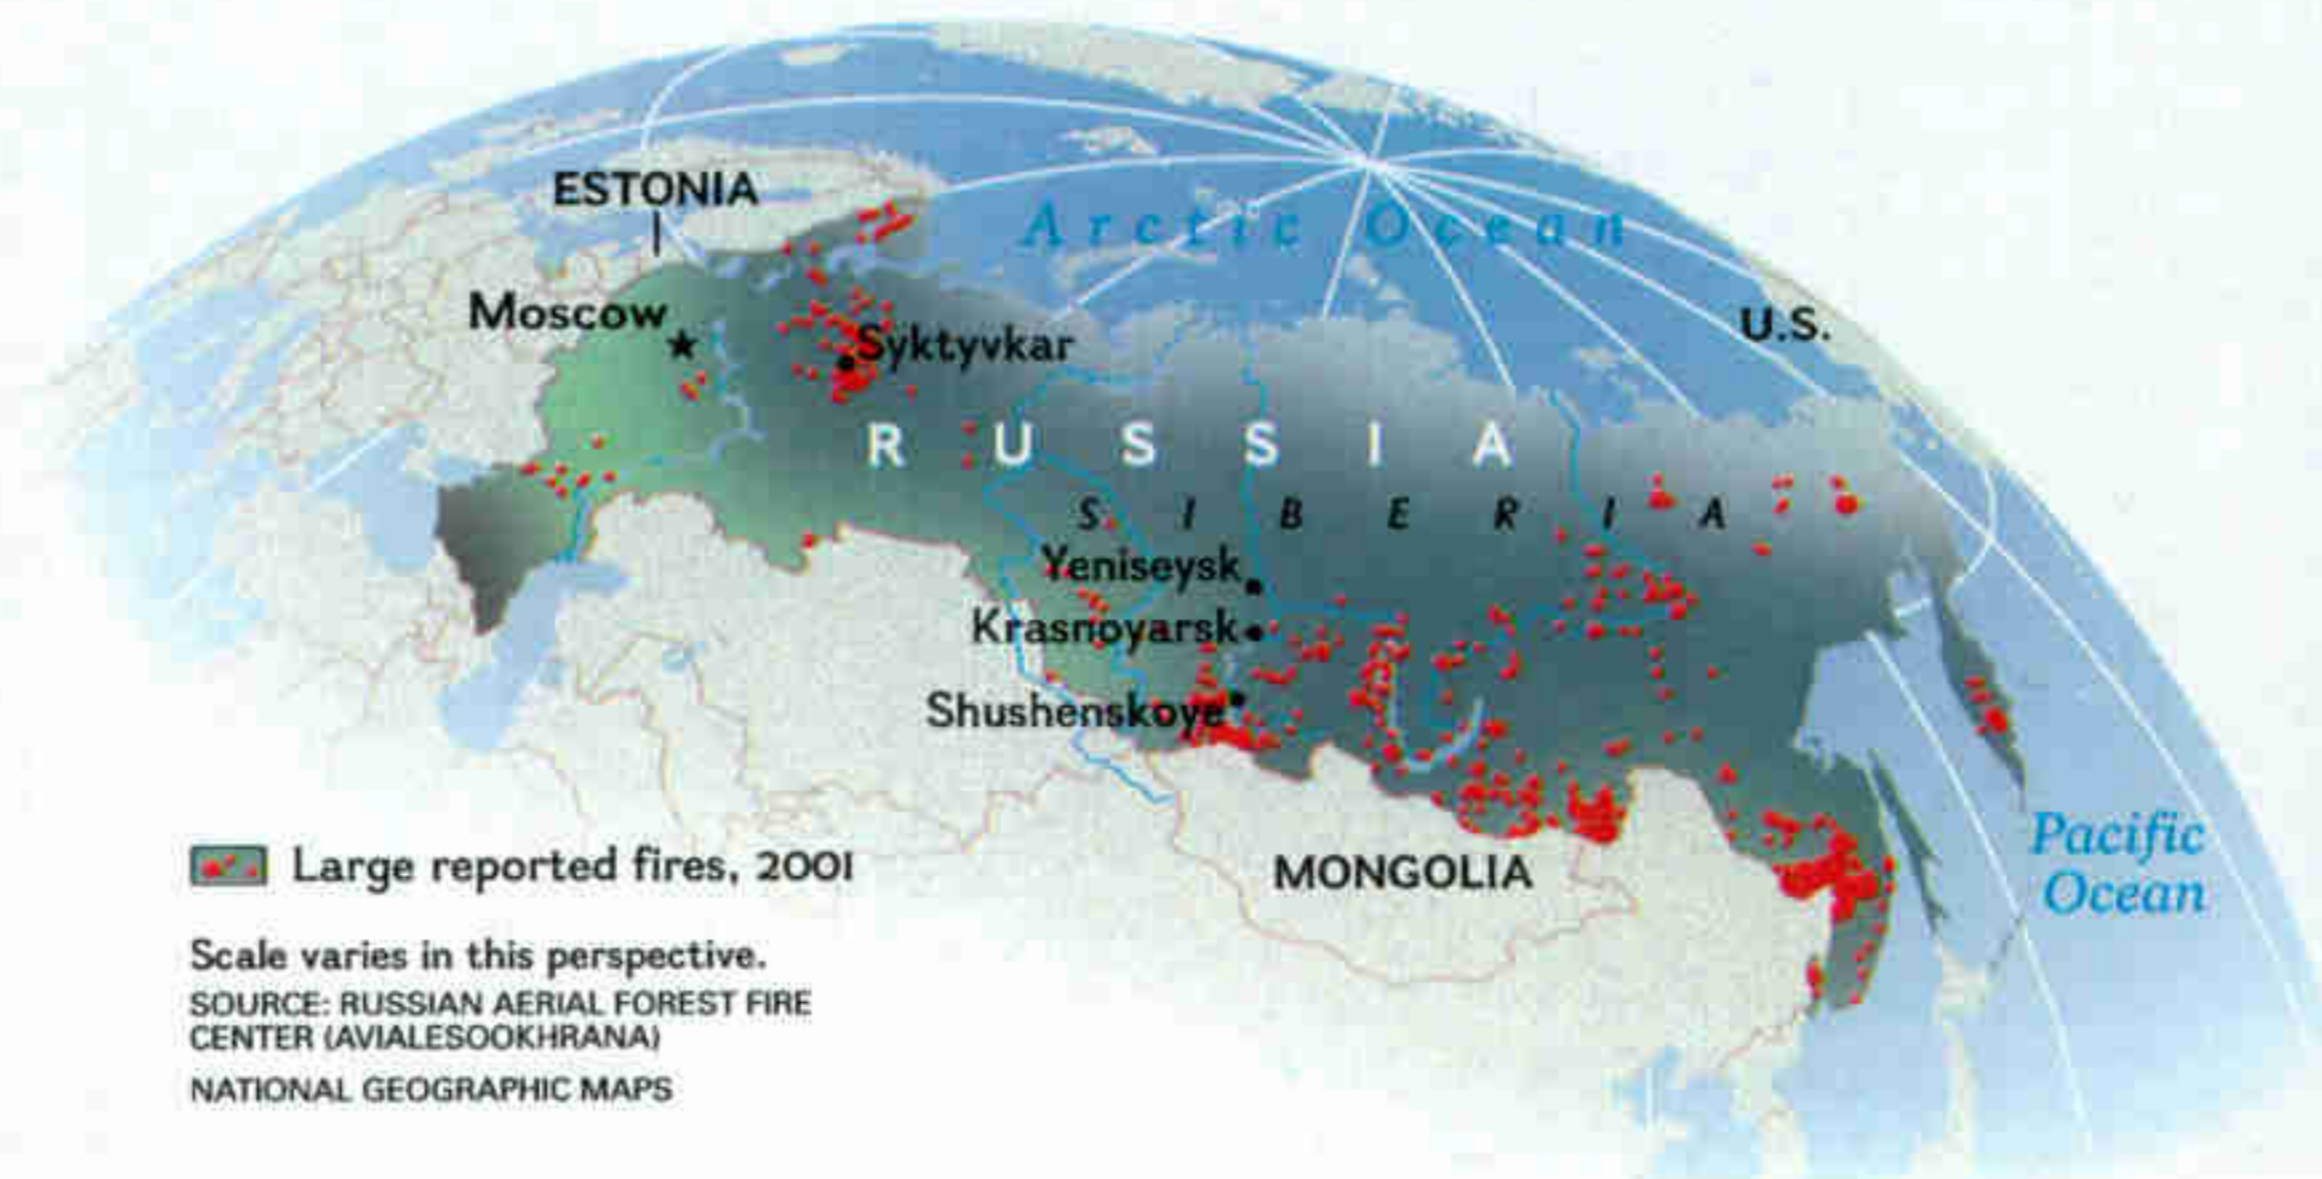 ESTONIA
Arctic Ocean
Moscow
U.S.
Syktyvkar
RUSSIA
SIBERIA
Yeniseysk
Krasnoyarsk
Shushenskoye
Pacific
Ocean
MONGOLIA
Large reported fires, 2001
Scale varies in this perspective.
SOURCE: RUSSIAN AERIAL FOREST FIRE
CENTER (AVIALESOOKHRANA)
NATIONAL GEOGRAPHIC MAPS